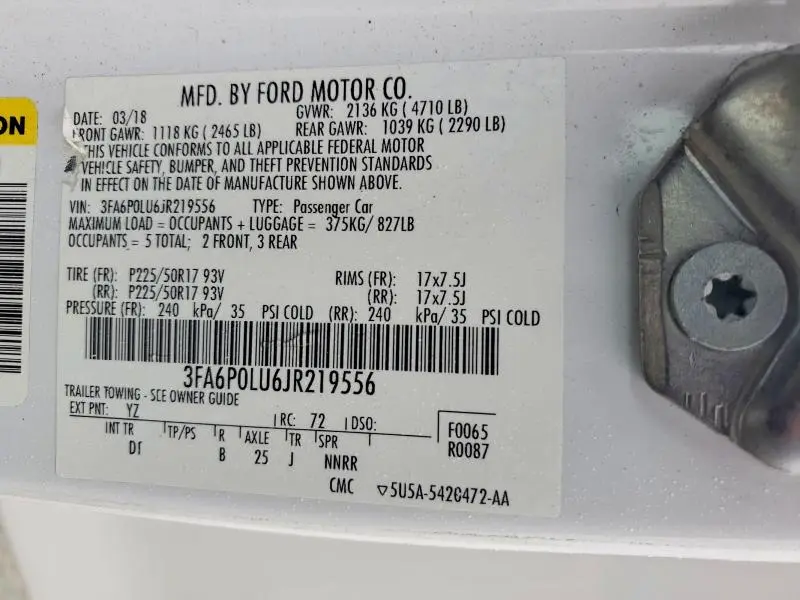 ON
MFD. BY FORD MOTOR CO.
DATE: 03/18 GVWR: 2136 KG ( 4710 LB)
FRONT GAWR: 1118 KG ( 2465 LB) REAR GAWR: 1039 KG ( 2290 LB)
THIS VEHICLE CONFORMS TO ALL APPLICABLE FEDERAL MOTOR
VEHICLE SAFETY, BUMPER, AND THEFT PREVENTION STANDARDS
IN EFFECT ON THE DATE OF MANUFACTURE SHOWN ABOVE.
VIN: 3FA6P0LU6JR219556 TYPE: Passenger Car
MAXIMUM LOAD = OCCUPANTS + LUGGAGE = 375KG/ 827LB
OCCUPANTS = 5 TOTAL; 2 FRONT, 3 REAR
TIRE (FR): P225/50R17 93V RIMS (FR): 17x7.5J
(RR): P225/50R17 93V (RR): 17x7.5J
PRESSURE (FR): 240 kPa/ 35 PSI COLD (RR): 240 kPa/ 35 PSI COLD
3FA6P0LU6JR219556
TRAILER TOWING - SEE OWNER GUIDE
EXT PNT: YZ RC: 72 DSO: F0065
INT TR TP/PS R AXLE TR SPR R0087
DI B 25 J NNRR
CMC ▽5U5A-5420472-AA